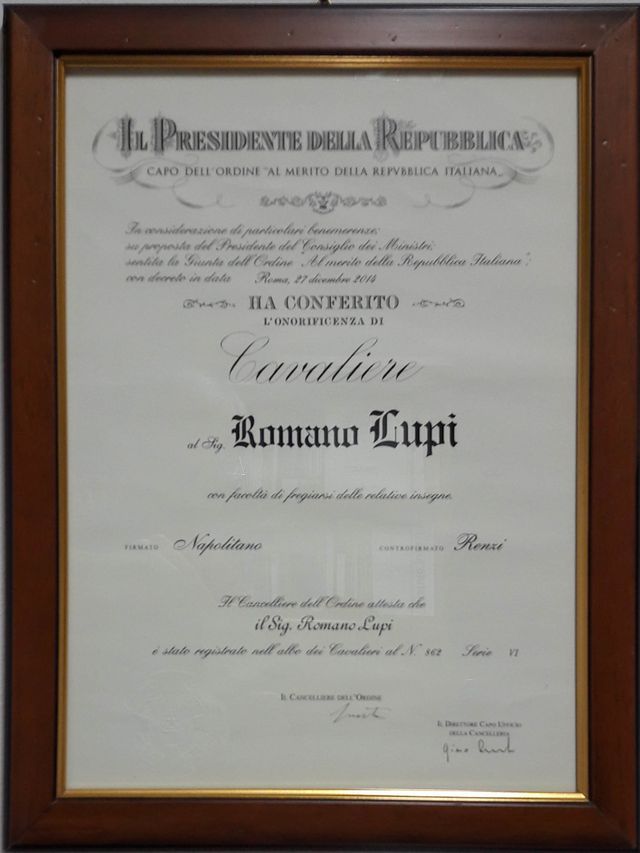 IL PRESIDENTE DELLA REPUBBLICA
CAPO DELL'ORDINE "AL MERITO DELLA REPVBBLICA ITALIANA„
In considerazione di particolari benemerenze;
su proposta del Presidente del Consiglio dei Ministri;
sentita la Giunta dell'Ordine "Al merito della Repubblica Italiana";
con decreto in data Roma, 27 dicembre 2014
HA CONFERITO
L'ONORIFICENZA DI
Cavaliere
al Sig. Romano Lupi
con facoltà di fregiarsi delle relative insegne.
FIRMATO Napolitano CONTROFIRMATO Renzi
Il Cancelliere dell'Ordine attesta che
il Sig. Romano Lupi
è stato registrato nell'albo dei Cavalieri al N. 862 Serie VI
IL CANCELLIERE DELL'ORDINE
IL DIRETTORE CAPO UFFICIO
DELLA CANCELLERIA